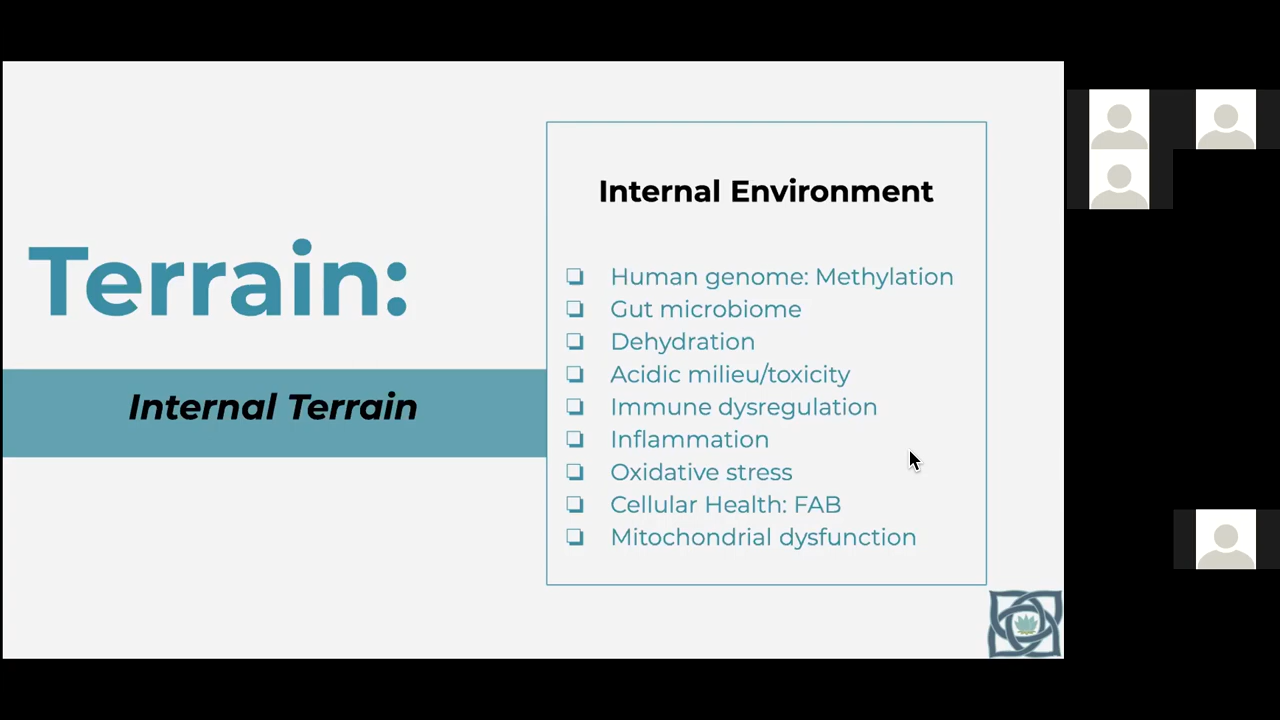 Terrain:
Internal Terrain
Internal Environment
❏ Human genome: Methylation
❏ Gut microbiome
❏ Dehydration
❏ Acidic milieu/toxicity
❏ Immune dysregulation
❏ Inflammation
❏ Oxidative stress
❏ Cellular Health: FAB
❏ Mitochondrial dysfunction